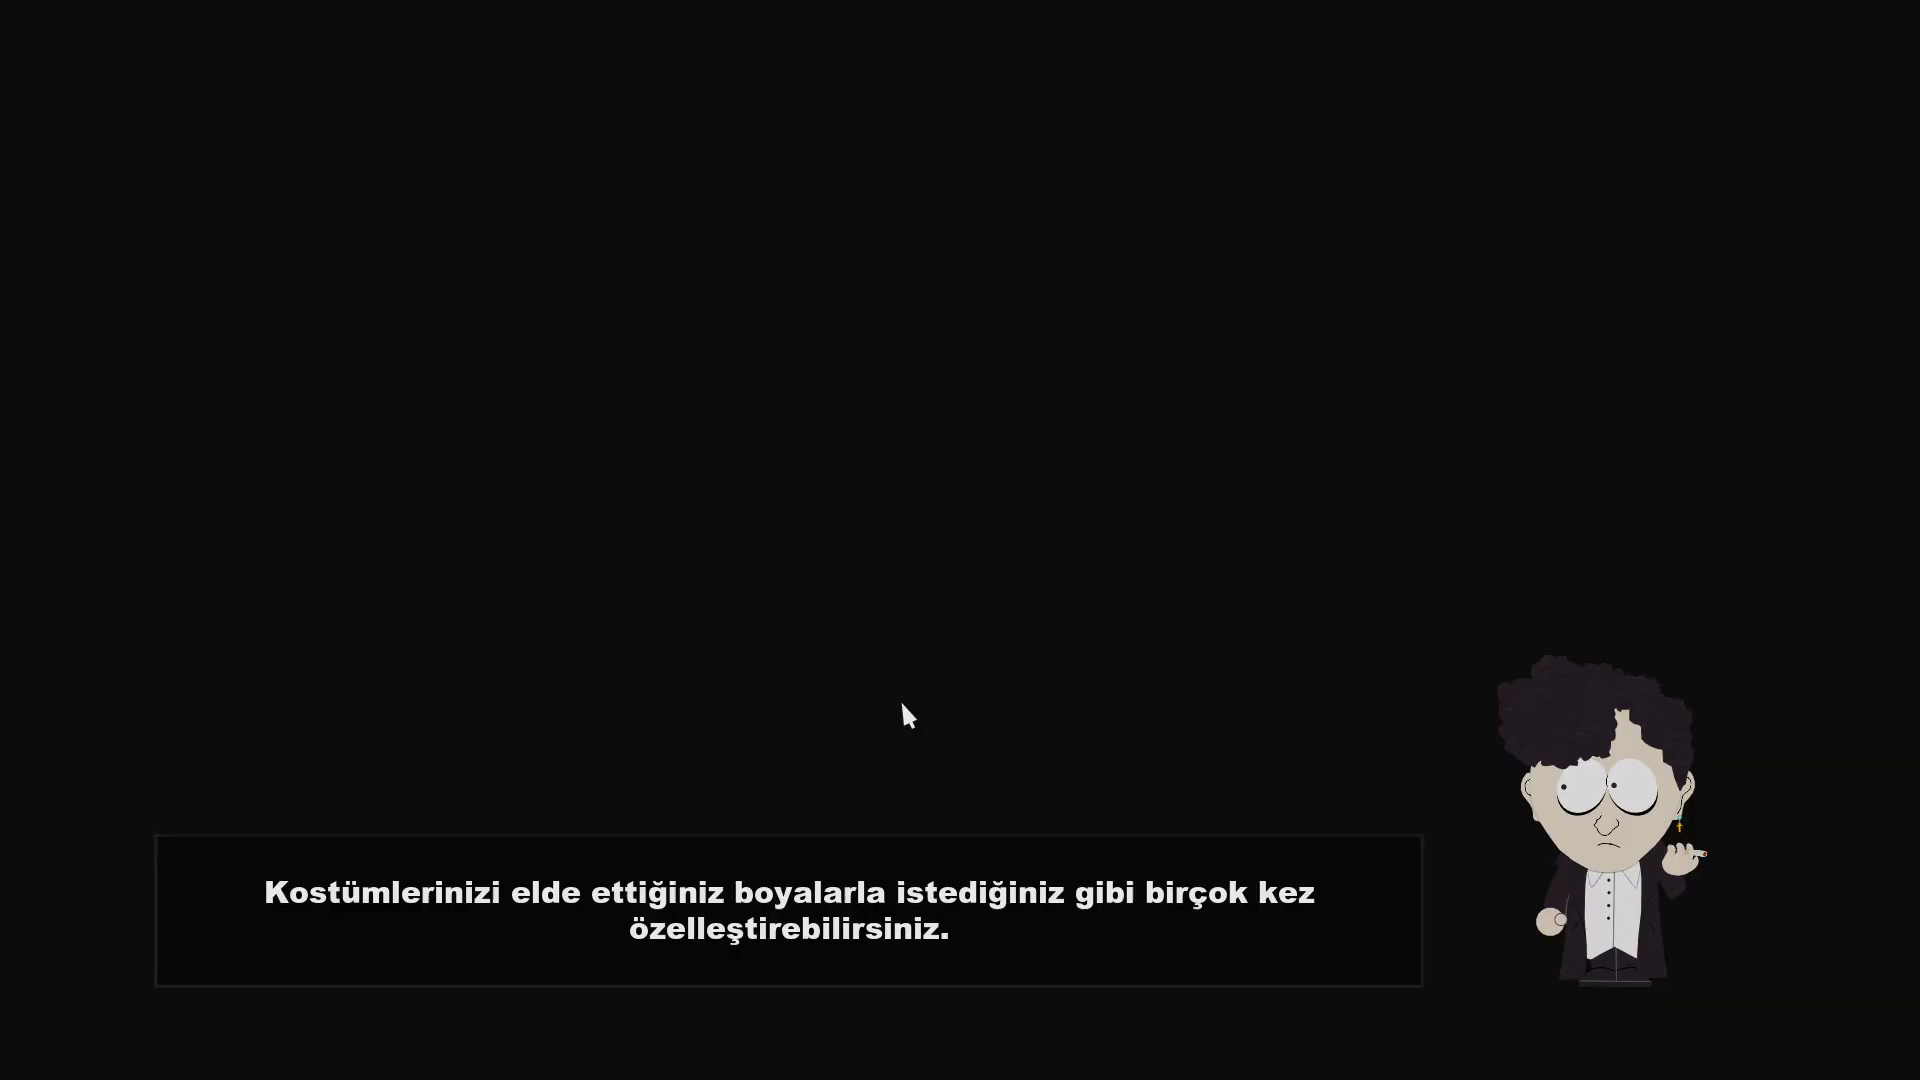 Kostümlerinizi elde ettiğiniz boyalarla istediğiniz gibi birçok kez
özelleştirebilirsiniz.